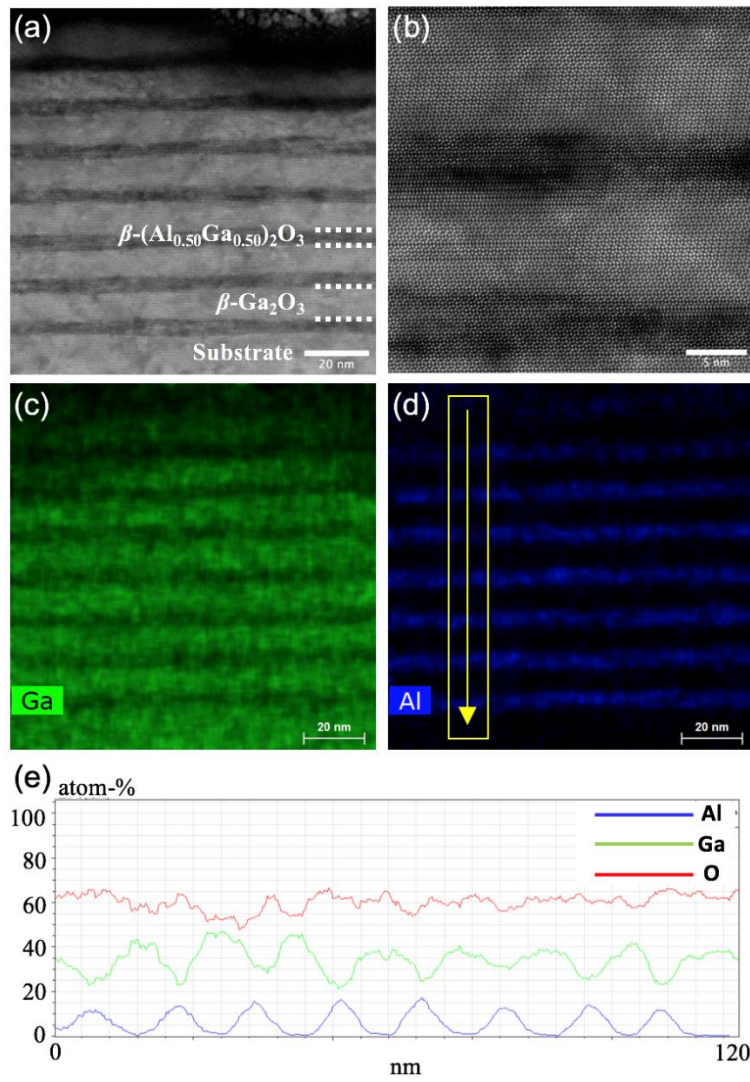 (a)
β-(Al0.50Ga0.50)2O3
β-Ga2O3
Substrate
20 nm
(b)
5 nm
(c)
Ga
20 nm
(d)
Al
20 nm
(e)
atom-%
100
80
60
40
20
0
Al
Ga
O
0
nm
120